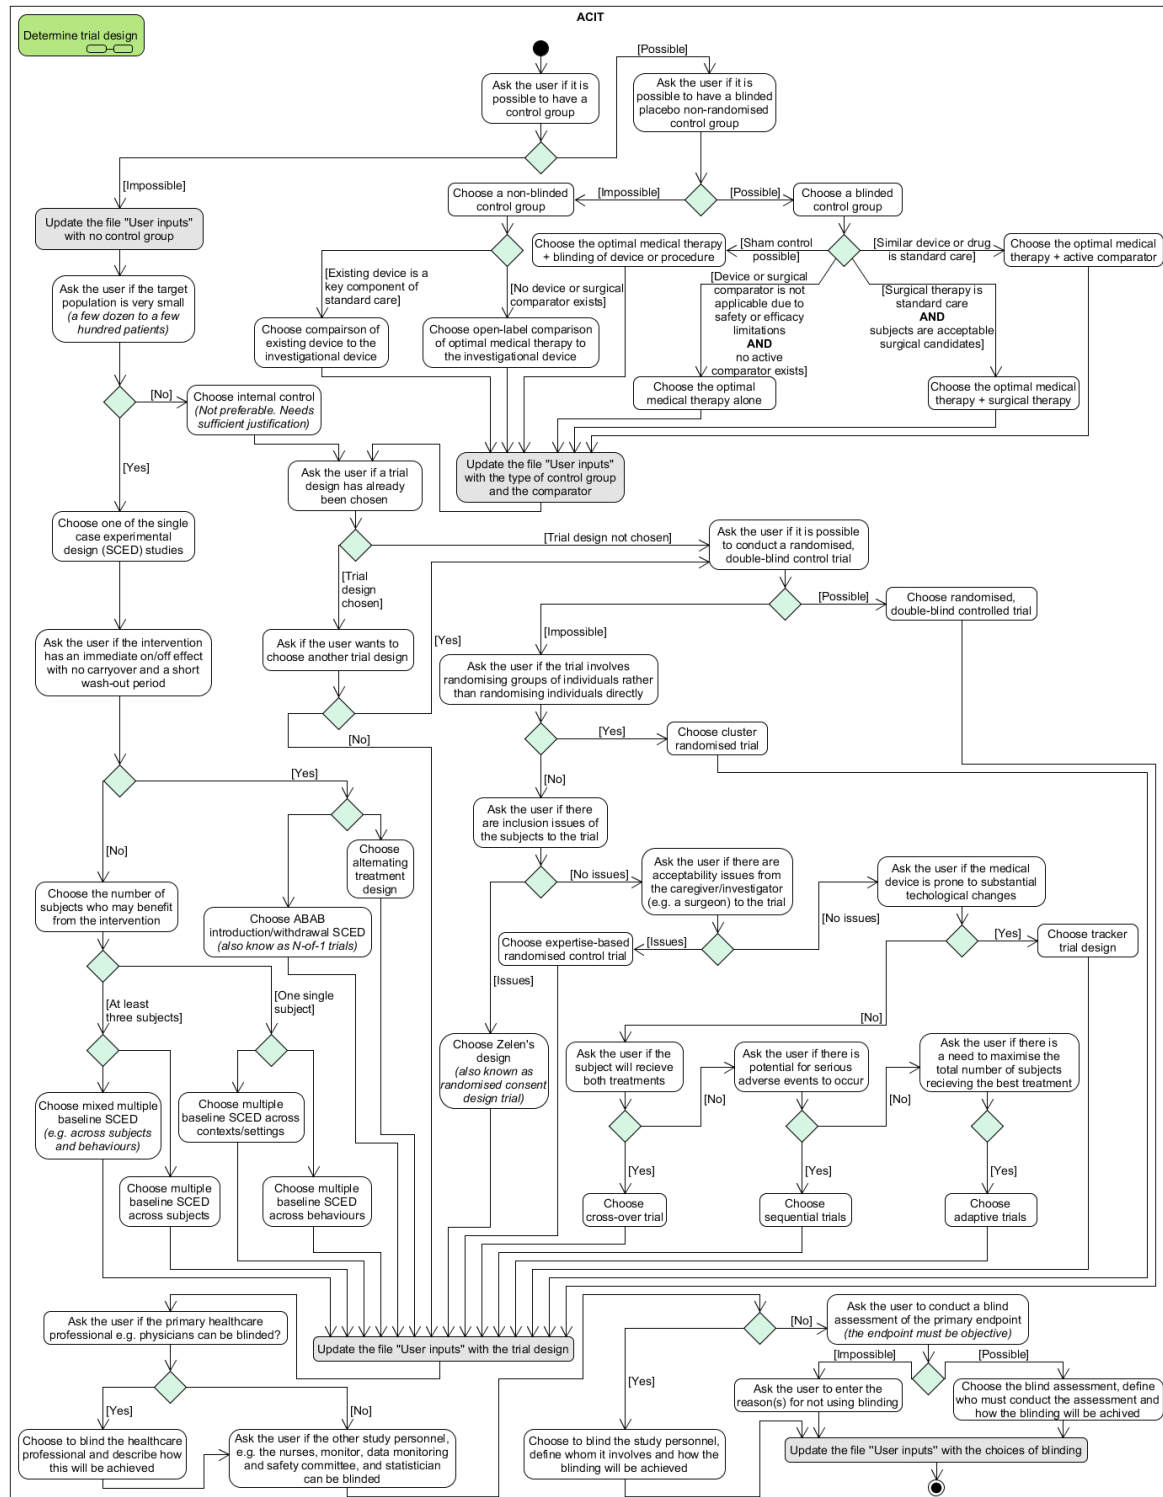 ACIT
Determine trial design
[Possible]
Ask the user if it is
possible to have a
control group
Ask the user if it is
possible to have a blinded
placebo non-randomised
control group
[Impossible]
Update the file "User inputs"
with no control group
Choose a non-blinded
control group
[Impossible]
[Possible]
Choose a blinded
control group
Choose the optimal medical therapy
+ blinding of device or procedure
[Sham control
possible]
[Similar device or drug
is standard care]
Choose the optimal medical
therapy + active comparator
Ask the user if the target
population is very small
(a few dozen to a few
hundred patients)
[Existing device is a
key component of
standard care]
[No device or surgical
comparator exists]
[Device or surgical
comparator is not
applicable due to
safety or efficacy
limitations
AND
no active
comparator exists]
[Surgical therapy is
standard care
AND
subjects are acceptable
surgical candidates]
Choose compairson of
existing device to the
investigational device
Choose open-label comparison
of optimal medical therapy to
the investigational device
Choose the optimal
medical therapy alone
Choose the optimal medical
therapy + surgical therapy
[No]
Choose internal control
(Not preferable. Needs
sufficient justification)
[Yes]
Ask the user if a trial
design has already
been chosen
Update the file "User inputs"
with the type of control group
and the comparator
Choose one of the single
case experimental
design (SCED) studies
[Trial design not chosen]
Ask the user if it is possible
to conduct a randomised,
double-blind control trial
[Trial
design
chosen]
[Possible]
Choose randomised,
double-blind controlled trial
Ask the user if the intervention
has an immediate on/off effect
with no carryover and a short
wash-out period
Ask if the user wants to
choose another trial design
[Yes]
[Impossible]
Ask the user if the trial involves
randomising groups of individuals rather
than randomising individuals directly
[No]
[Yes]
Choose cluster
randomised trial
[Yes]
[No]
Ask the user if there
are inclusion issues of
the subjects to the trial
[No]
Choose
alternating
treatment
design
[No issues]
Ask the user if there are
acceptability issues from
the caregiver/investigator
(e.g. a surgeon) to the trial
Ask the user if the medical
device is prone to substantial
techological changes
Choose the number of
subjects who may benefit
from the intervention
Choose ABAB
introduction/withdrawal SCED
(also know as N-of-1 trials)
[No issues]
Choose expertise-based
randomised control trial
[Issues]
[Yes]
Choose tracker
trial design
[Issues]
[At least
three subjects]
[One single
subject]
[No]
Choose Zelen's
design
(also known as
randomised consent
design trial)
Ask the user if the
subject will recieve
both treatments
Ask the user if there is
potential for serious
adverse events to occur
Ask the user if there is
a need to maximise the
total number of subjects
recieving the best treatment
[No]
[No]
Choose mixed multiple
baseline SCED
(e.g. across subjects
and behaviours)
Choose multiple
baseline SCED across
contexts/settings
[Yes]
[Yes]
[Yes]
Choose multiple
baseline SCED
across subjects
Choose multiple
baseline SCED
across behaviours
Choose
cross-over trial
Choose
sequential trials
Choose
adaptive trials
Ask the user if the primary healthcare
professional e.g. physicians can be blinded?
Update the file "User inputs" with the trial design
[No]
Ask the user to conduct a blind
assessment of the primary endpoint
(the endpoint must be objective)
[Impossible]
[Possible]
[Yes]
[No]
[Yes]
Ask the user to enter the
reason(s) for not using blinding
Choose the blind assessment, define
who must conduct the assessment and
how the blinding will be achived
Choose to blind the healthcare
professional and describe how
this will be achieved
Ask the user if the other study personnel,
e.g. the nurses, monitor, data monitoring
and safety committee, and statistician
can be blinded
Choose to blind the study personnel,
define whom it involves and how the
blinding will be achieved
Update the file "User inputs" with the choices of blinding